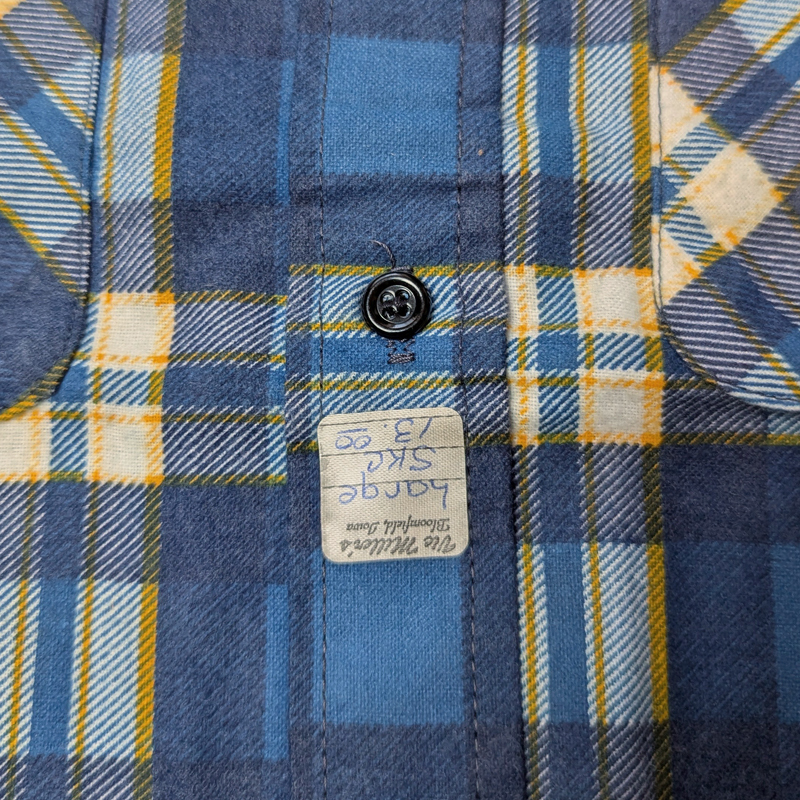 Vic Miller's
Bloomfield, Iowa
Large
SKC
13.00